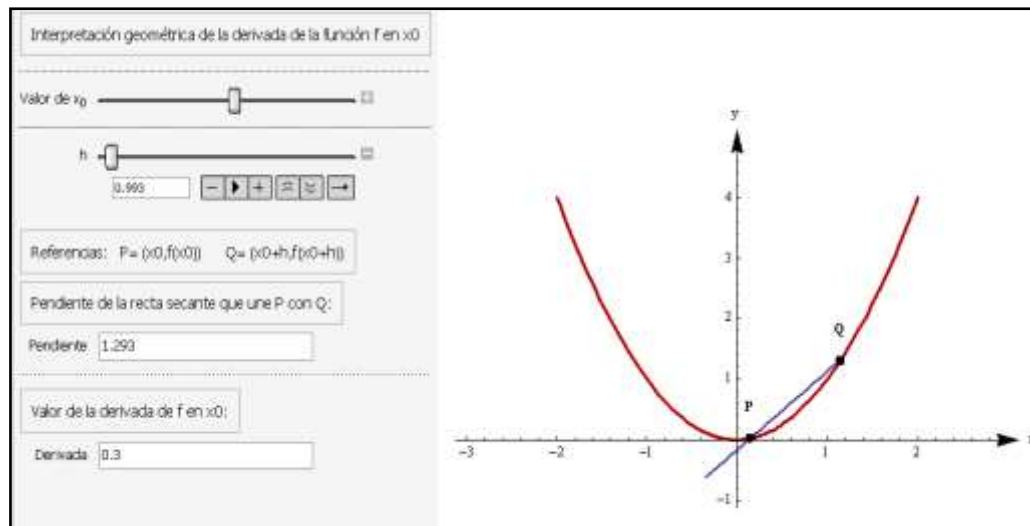 Interpretación geométrica de la derivada de la función f en x0
Valor de x0
h
0.993
Referencias: P= (x0,f(x0)) Q= (x0+h,f(x0+h))
Pendiente de la recta secante que une P con Q:
Pendiente 1.293
Valor de la derivada de f en x0:
Derivada 0.3
y
4
3
2
Q
1
P
-3 -2 -1 1 2
-1